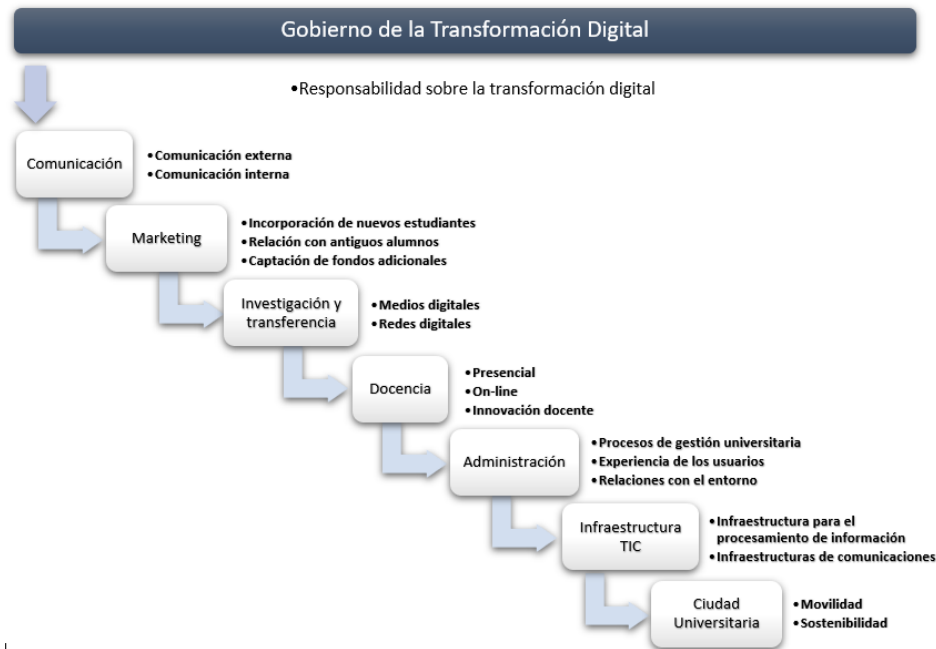 Gobierno de la Transformación Digital
•Responsabilidad sobre la transformación digital
Comunicación
•Comunicación externa
•Comunicación interna
Marketing
•Incorporación de nuevos estudiantes
•Relación con antiguos alumnos
•Captación de fondos adicionales
Investigación y
transferencia
•Medios digitales
•Redes digitales
Docencia
•Presencial
•On-line
•Innovación docente
Administración
•Procesos de gestión universitaria
•Experiencia de los usuarios
•Relaciones con el entorno
Infraestructura
TIC
•Infraestructura para el
procesamiento de información
•Infraestructuras de comunicaciones
Ciudad
Universitaria
•Movilidad
•Sostenibilidad